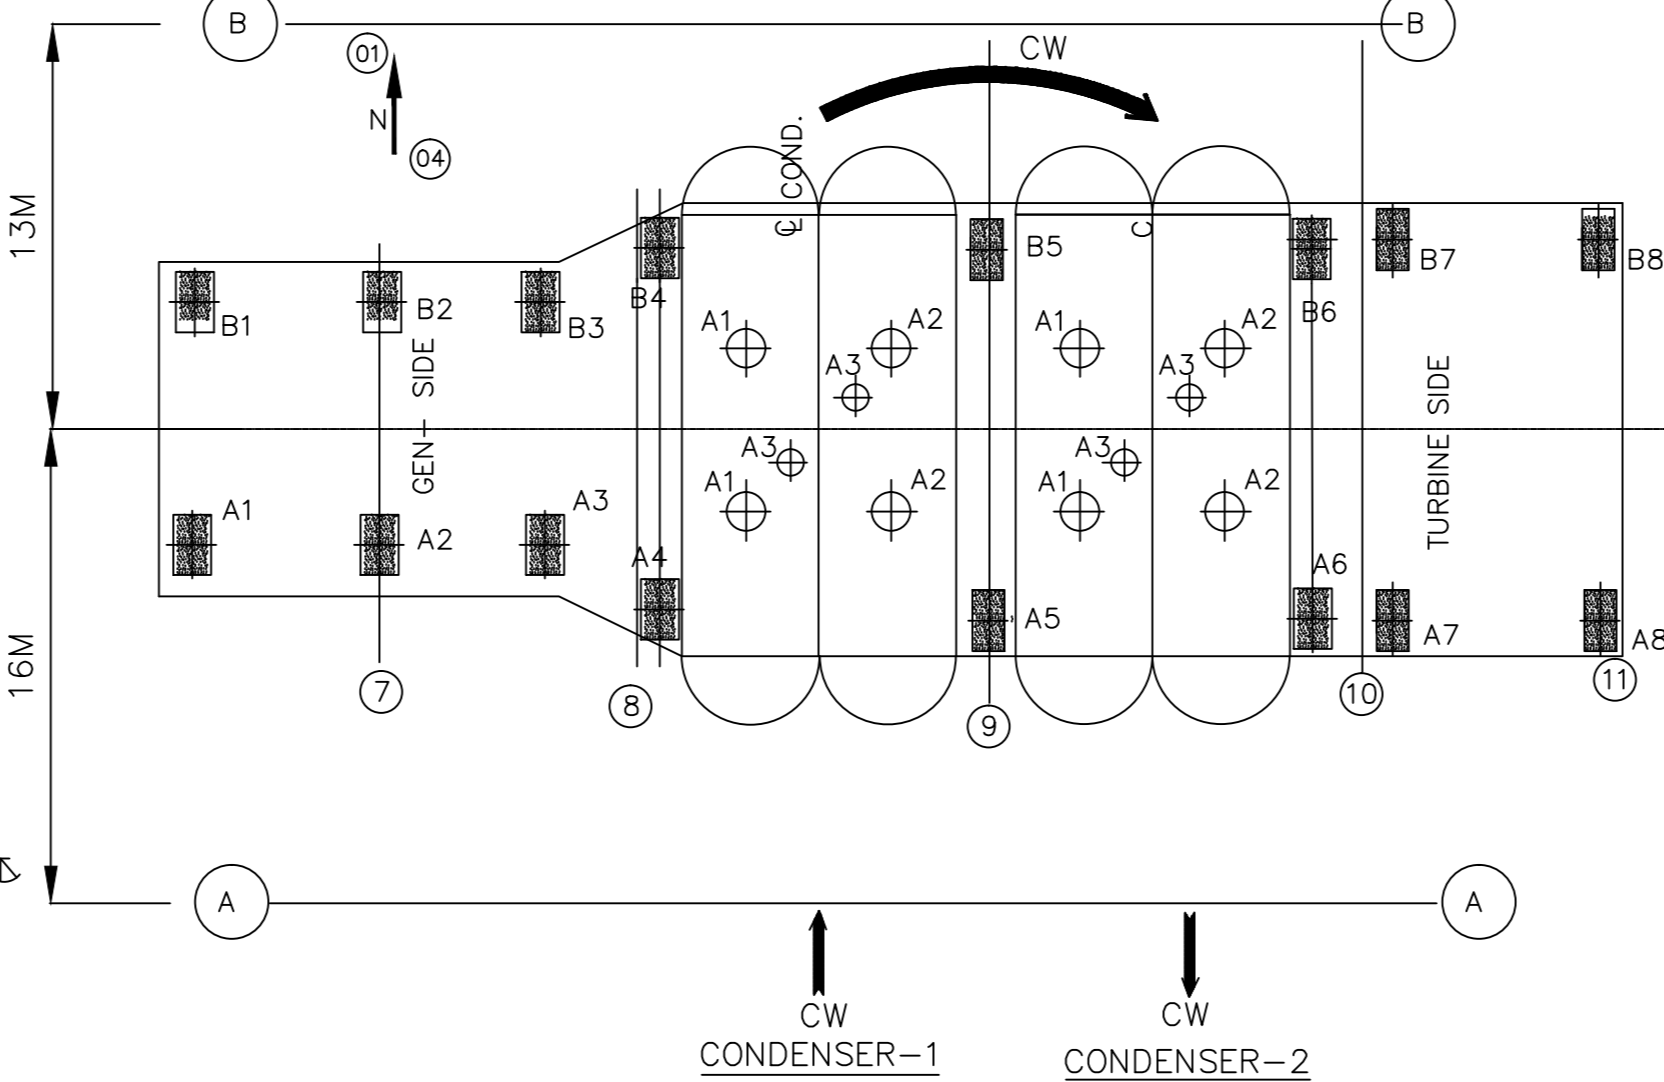 B
B
01
CW
N
04
℄ COND.
C
13M
B1
B2
B3
B4
B5
B6
B7
B8
A1
A2
A1
A2
A3
A3
GEN- SIDE
TURBINE SIDE
A3
A3
A1
A2
A1
A2
A1
A2
A3
A4
A5
A6
A7
A8
16M
7
8
9
10
11
A
A
CW
CW
CONDENSER-1
CONDENSER-2